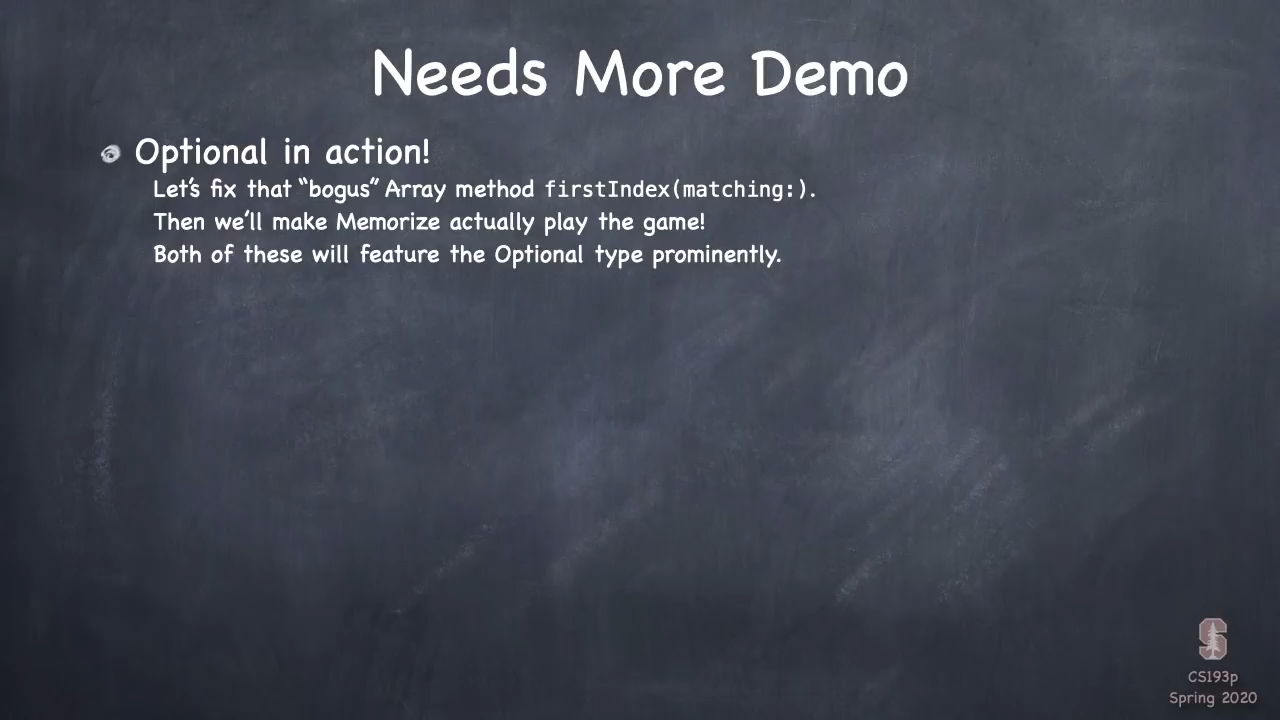 Needs More Demo
Optional in action!
Let's fix that “bogus” Array method firstIndex(matching:).
Then we'll make Memorize actually play the game!
Both of these will feature the Optional type prominently.
S
CS193p
Spring 2020